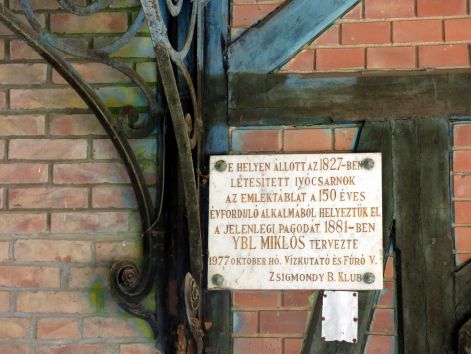 E HELYEN ÁLLOTT AZ 1827-BEN
LÉTESÍTETT IVÓCSARNOK
AZ EMLÉKTÁBLÁT A 150 ÉVES
ÉVFORDULÓ ALKALMÁBÓL HELYEZTÜK EL
A JELENLEGI PAGODÁT 1881-BEN
YBL MIKLÓS TERVEZTE
1977 OKTÓBER HÓ. VÍZKUTATÓ ÉS FÚRÓ V.
ZSIGMONDY B. KLUB